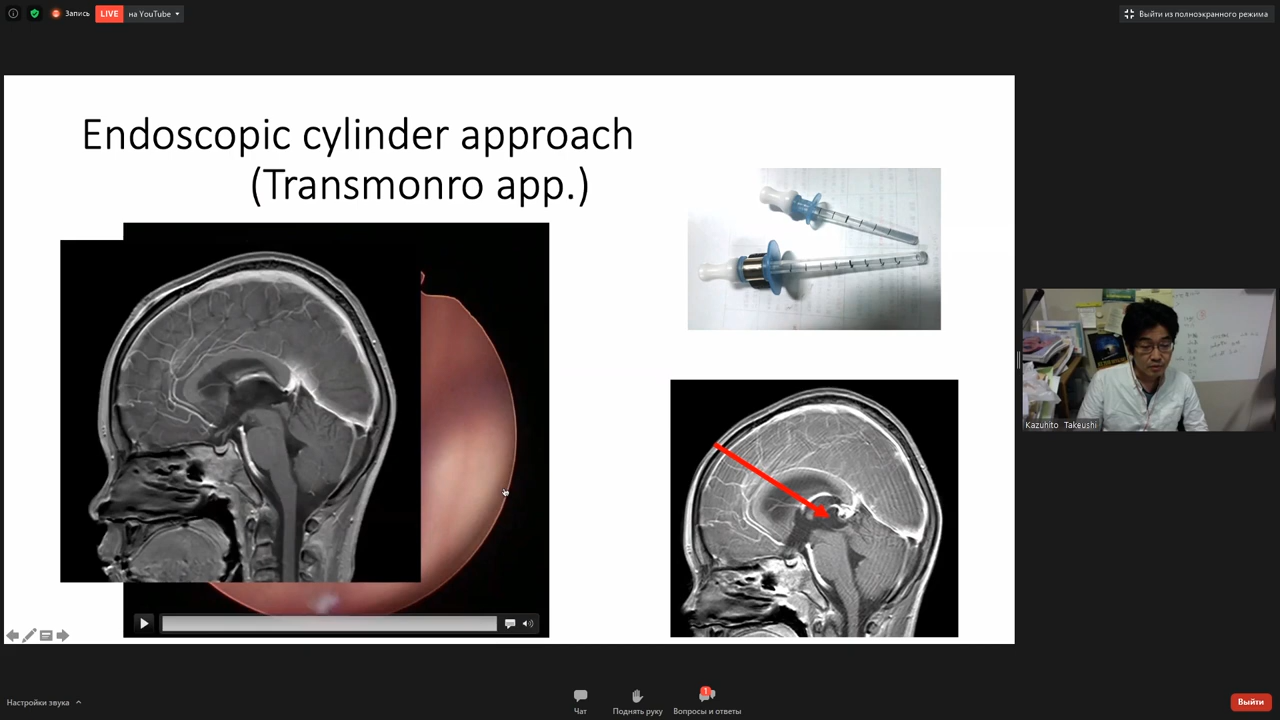 Запись
LIVE
на YouTube
Выйти из полноэкранного режима
Endoscopic cylinder approach
(Transmonro app.)
Kazuhito Takeushi
Настройки звука
Чат
Поднять руку
1
Вопросы и ответы
Выйти